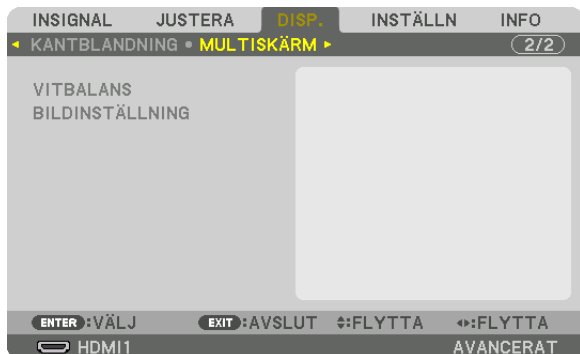 INSIGNAL JUSTERA DISP. INSTÄLLN INFO
◂ KANTBLANDNING • MULTISKÄRM ▸ 2/2
VITBALANS
BILDINSTÄLLNING
ENTER:VÄLJ EXIT:AVSLUT ♦:FLYTTA ◂▸:FLYTTA
HDMI1 AVANCERAT